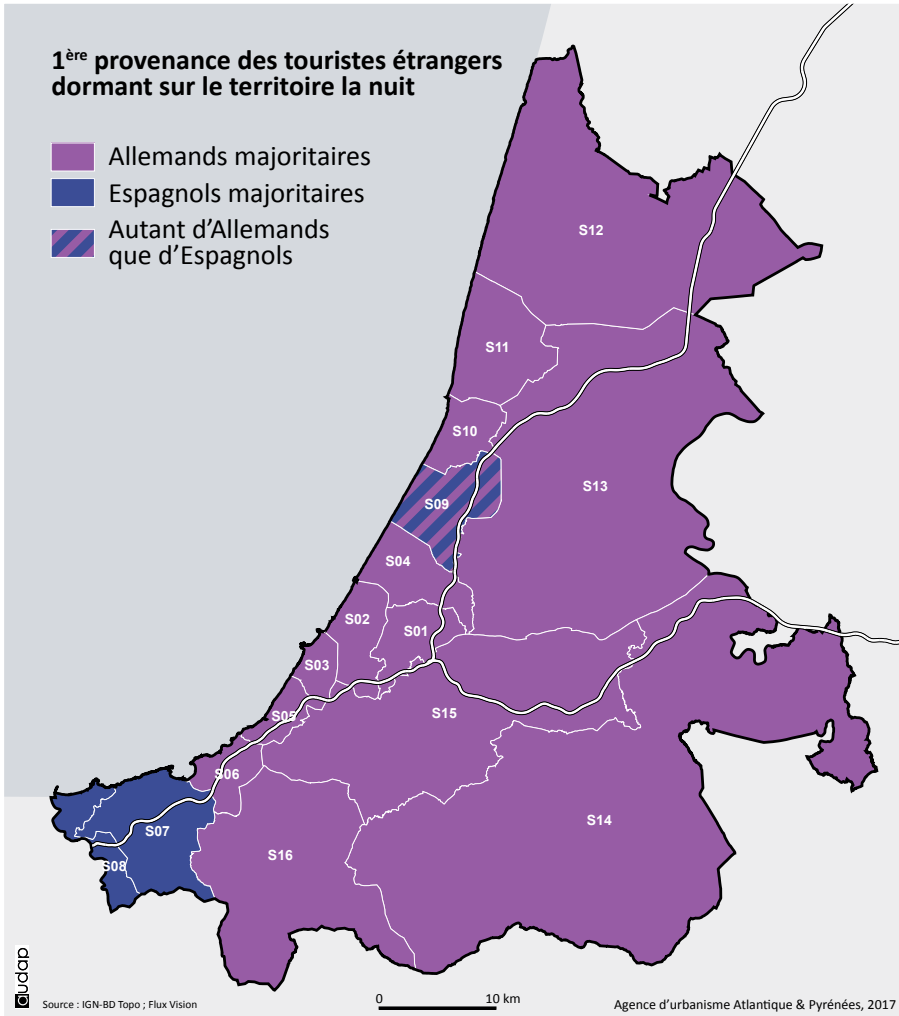 1ère provenance des touristes étrangers
dormant sur le territoire la nuit
Allemands majoritaires
Espagnols majoritaires
Autant d'Allemands
que d'Espagnols
S12
S11
S10
S13
S09
S04
S02
S01
S03
S05
S15
S06
S07
S14
S08
S16
audap
Source : IGN-BD Topo ; Flux Vision
0 10 km
Agence d'urbanisme Atlantique & Pyrénées, 2017